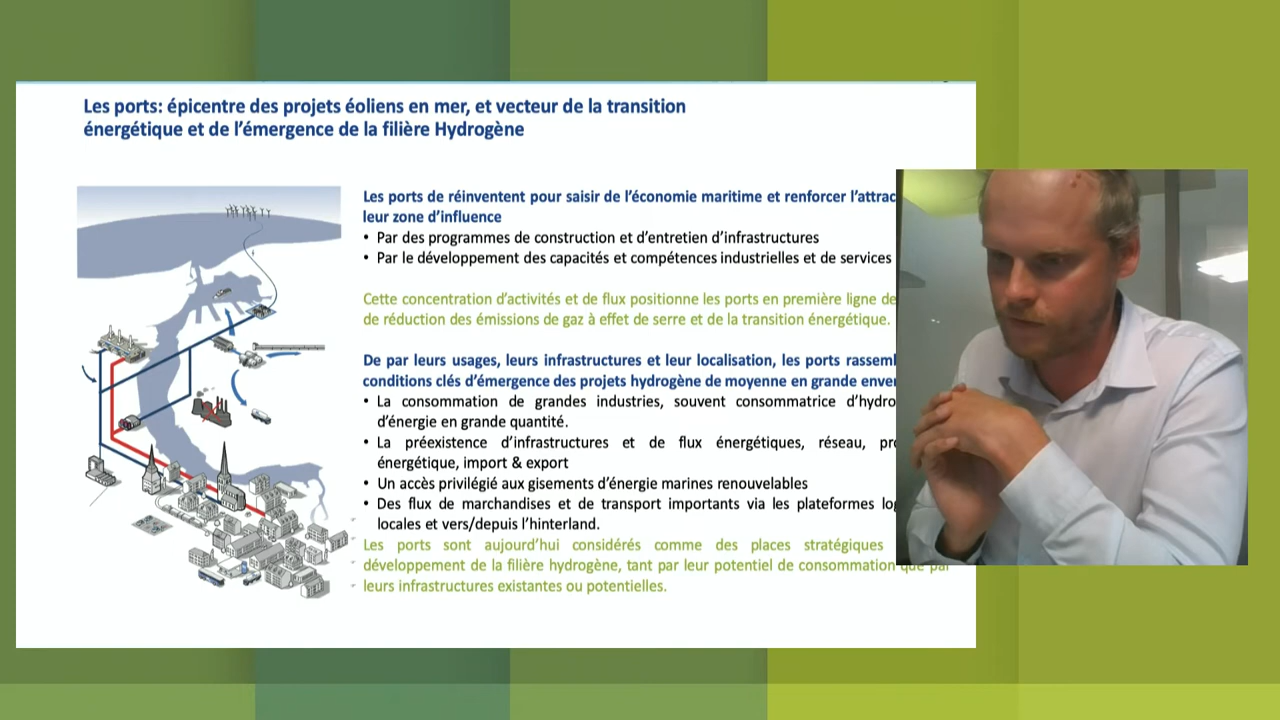 Les ports: épicentre des projets éoliens en mer, et vecteur de la transition
énergétique et de l'émergence de la filière Hydrogène
Les ports de réinventent pour saisir de l'économie maritime et renforcer
leur zone d'influence
• Par des programmes de construction et d'entretien d'infrastructures
• Par le développement des capacités et compétences industrielles et de services
Cette concentration d'activités et de flux positionne les ports en première ligne
de réduction des émissions de gaz à effet de serre et de la transition énergétique.
De par leurs usages, leurs infrastructures et leur localisation, les ports
conditions clés d'émergence des projets hydrogène de moyenne en grande
• La consommation de grandes industries, souvent consommatrice
d'énergie en grande quantité.
• La préexistence d'infrastructures et de flux énergétiques, réseau,
énergétique, import & export
• Un accès privilégié aux gisements d'énergie marines renouvelables
• Des flux de marchandises et de transport importants via les plateformes
locales et vers/depuis l'hinterland.
Les ports sont aujourd'hui considérés comme des places stratégiques
développement de la filière hydrogène, tant par leur potentiel de consommation que par
leurs infrastructures existantes ou potentielles.